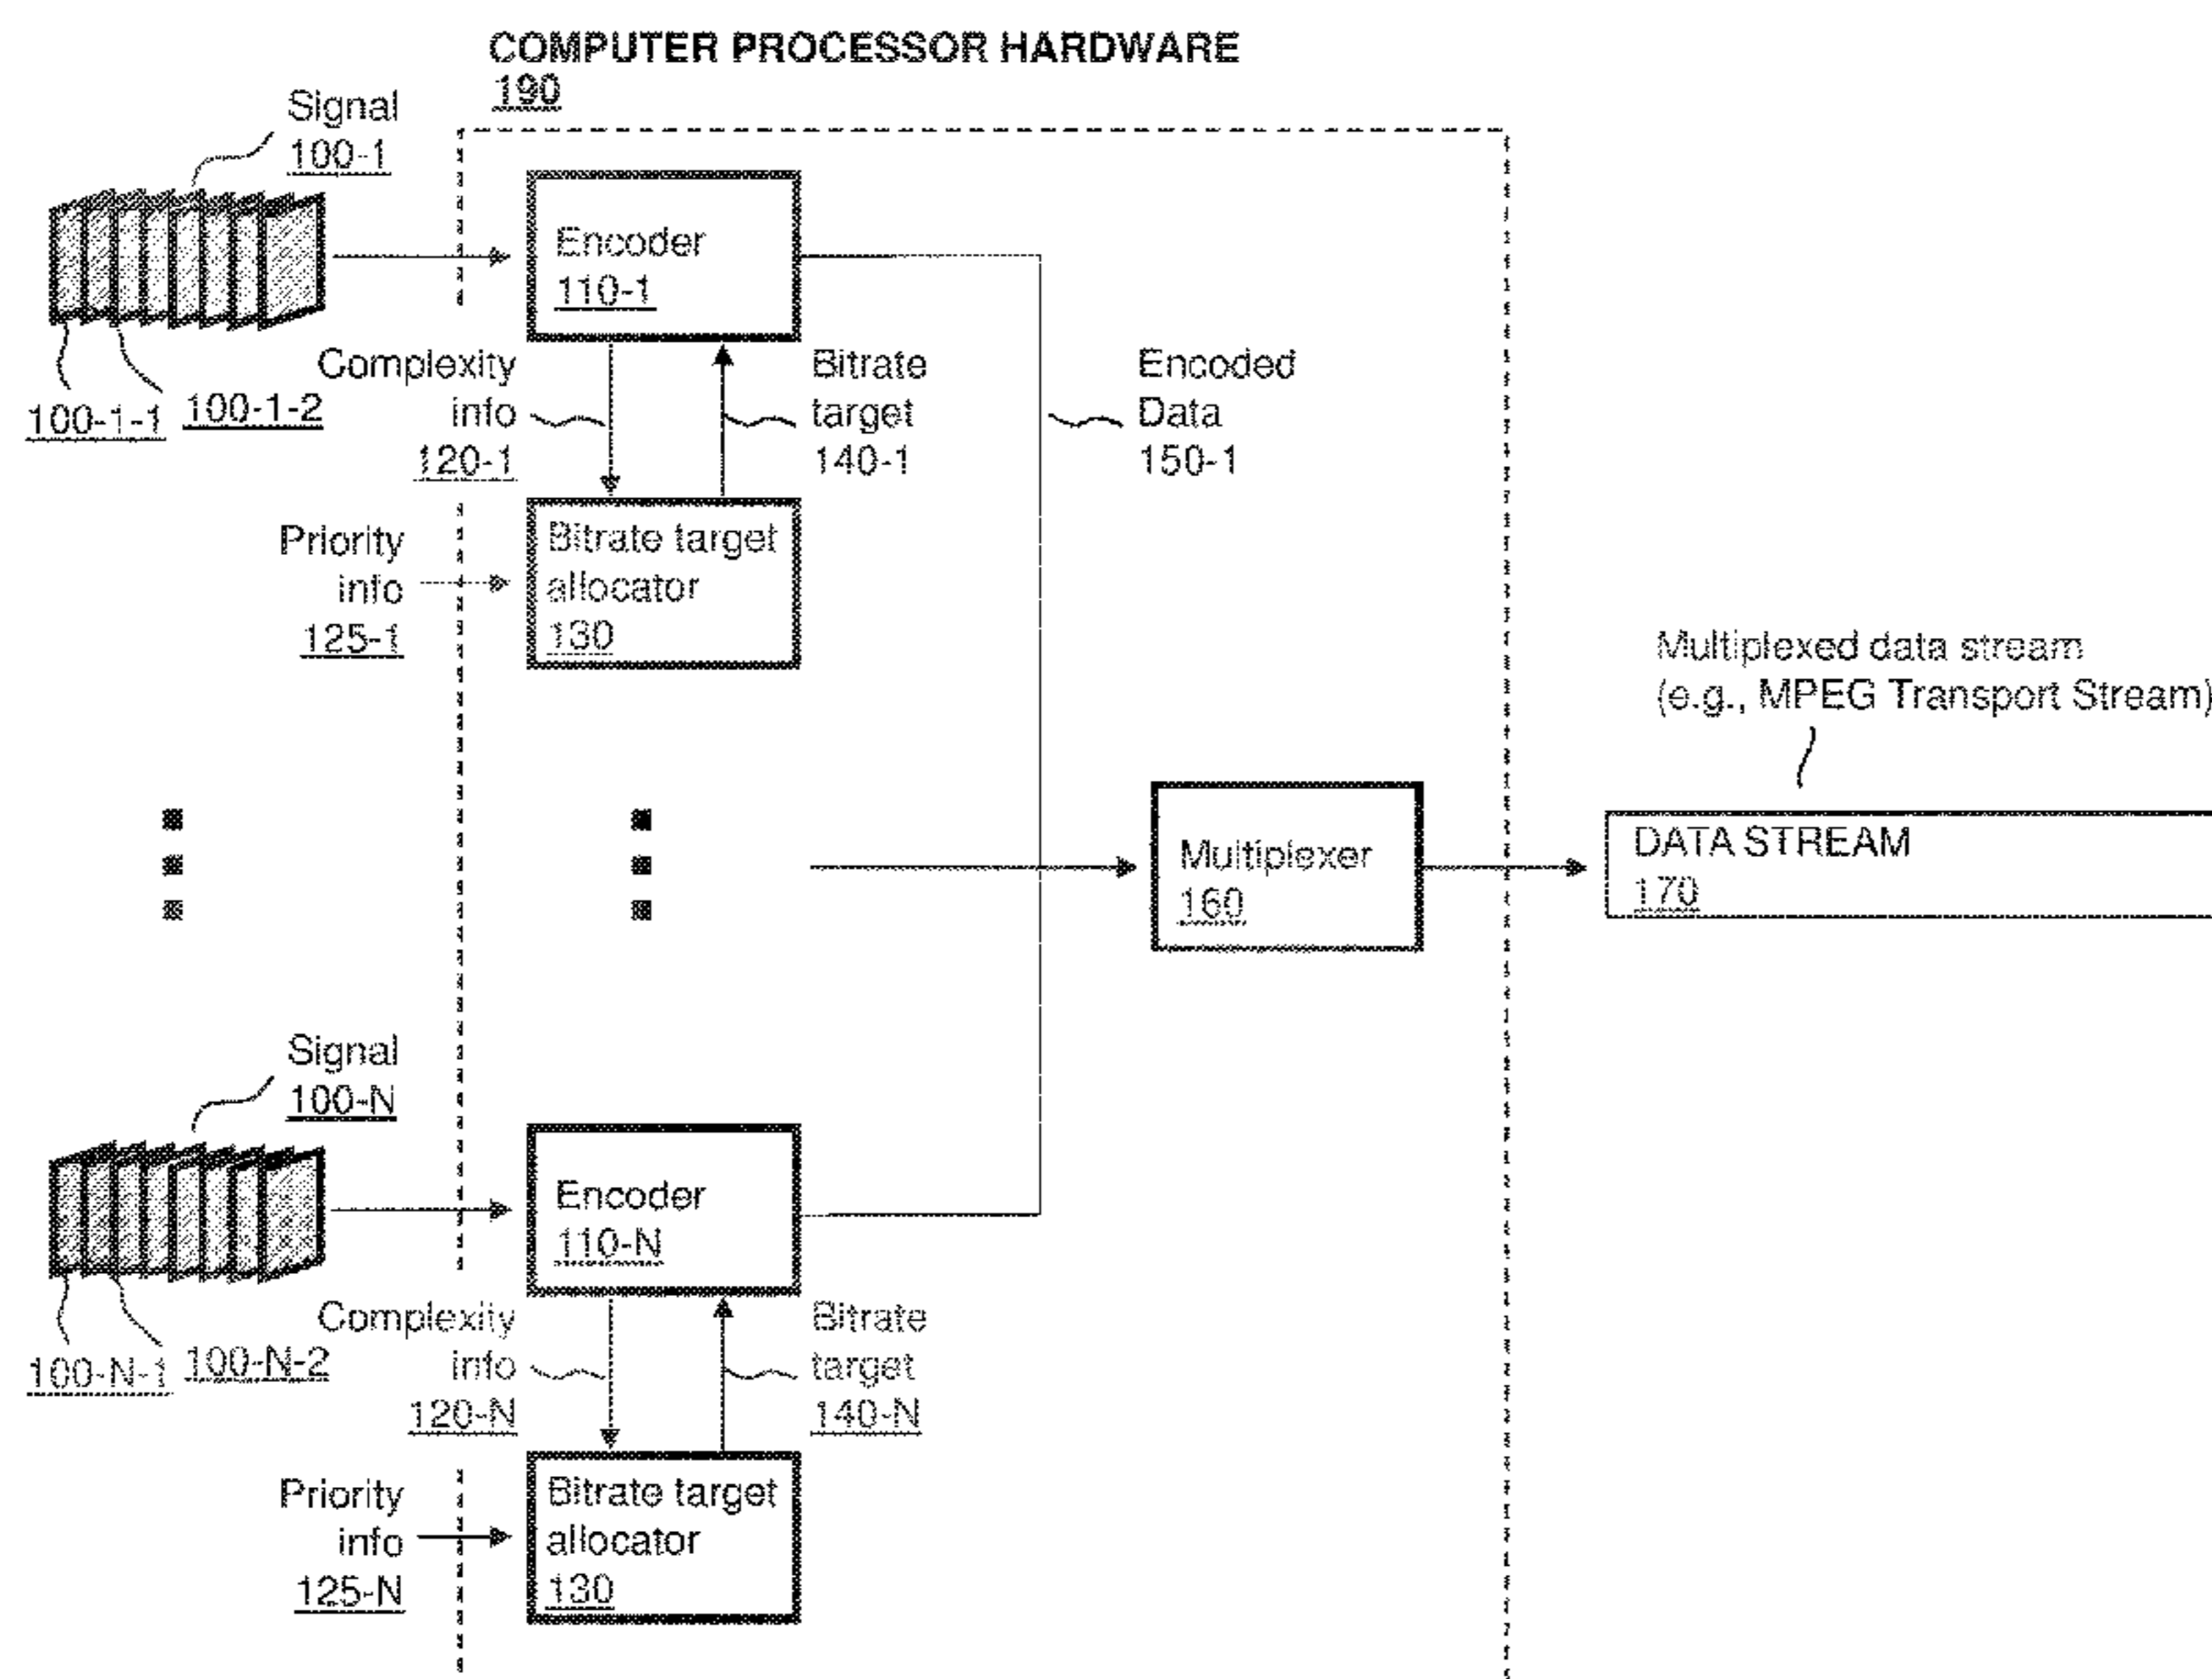 COMPUTER PROCESSOR HARDWARE
190
Signal
100-1
100-1-1
100-1-2
Encoder
110-1
Complexity
info
120-1
Bitrate
target
140-1
Encoded
Data
150-1
Priority
info
125-1
Bitrate target
allocator
130
Multiplexer
160
Multiplexed data stream
(e.g., MPEG Transport Stream)
DATA STREAM
170
Signal
100-N
100-N-1
100-N-2
Encoder
110-N
Complexity
info
120-N
Bitrate
target
140-N
Priority
info
125-N
Bitrate target
allocator
130